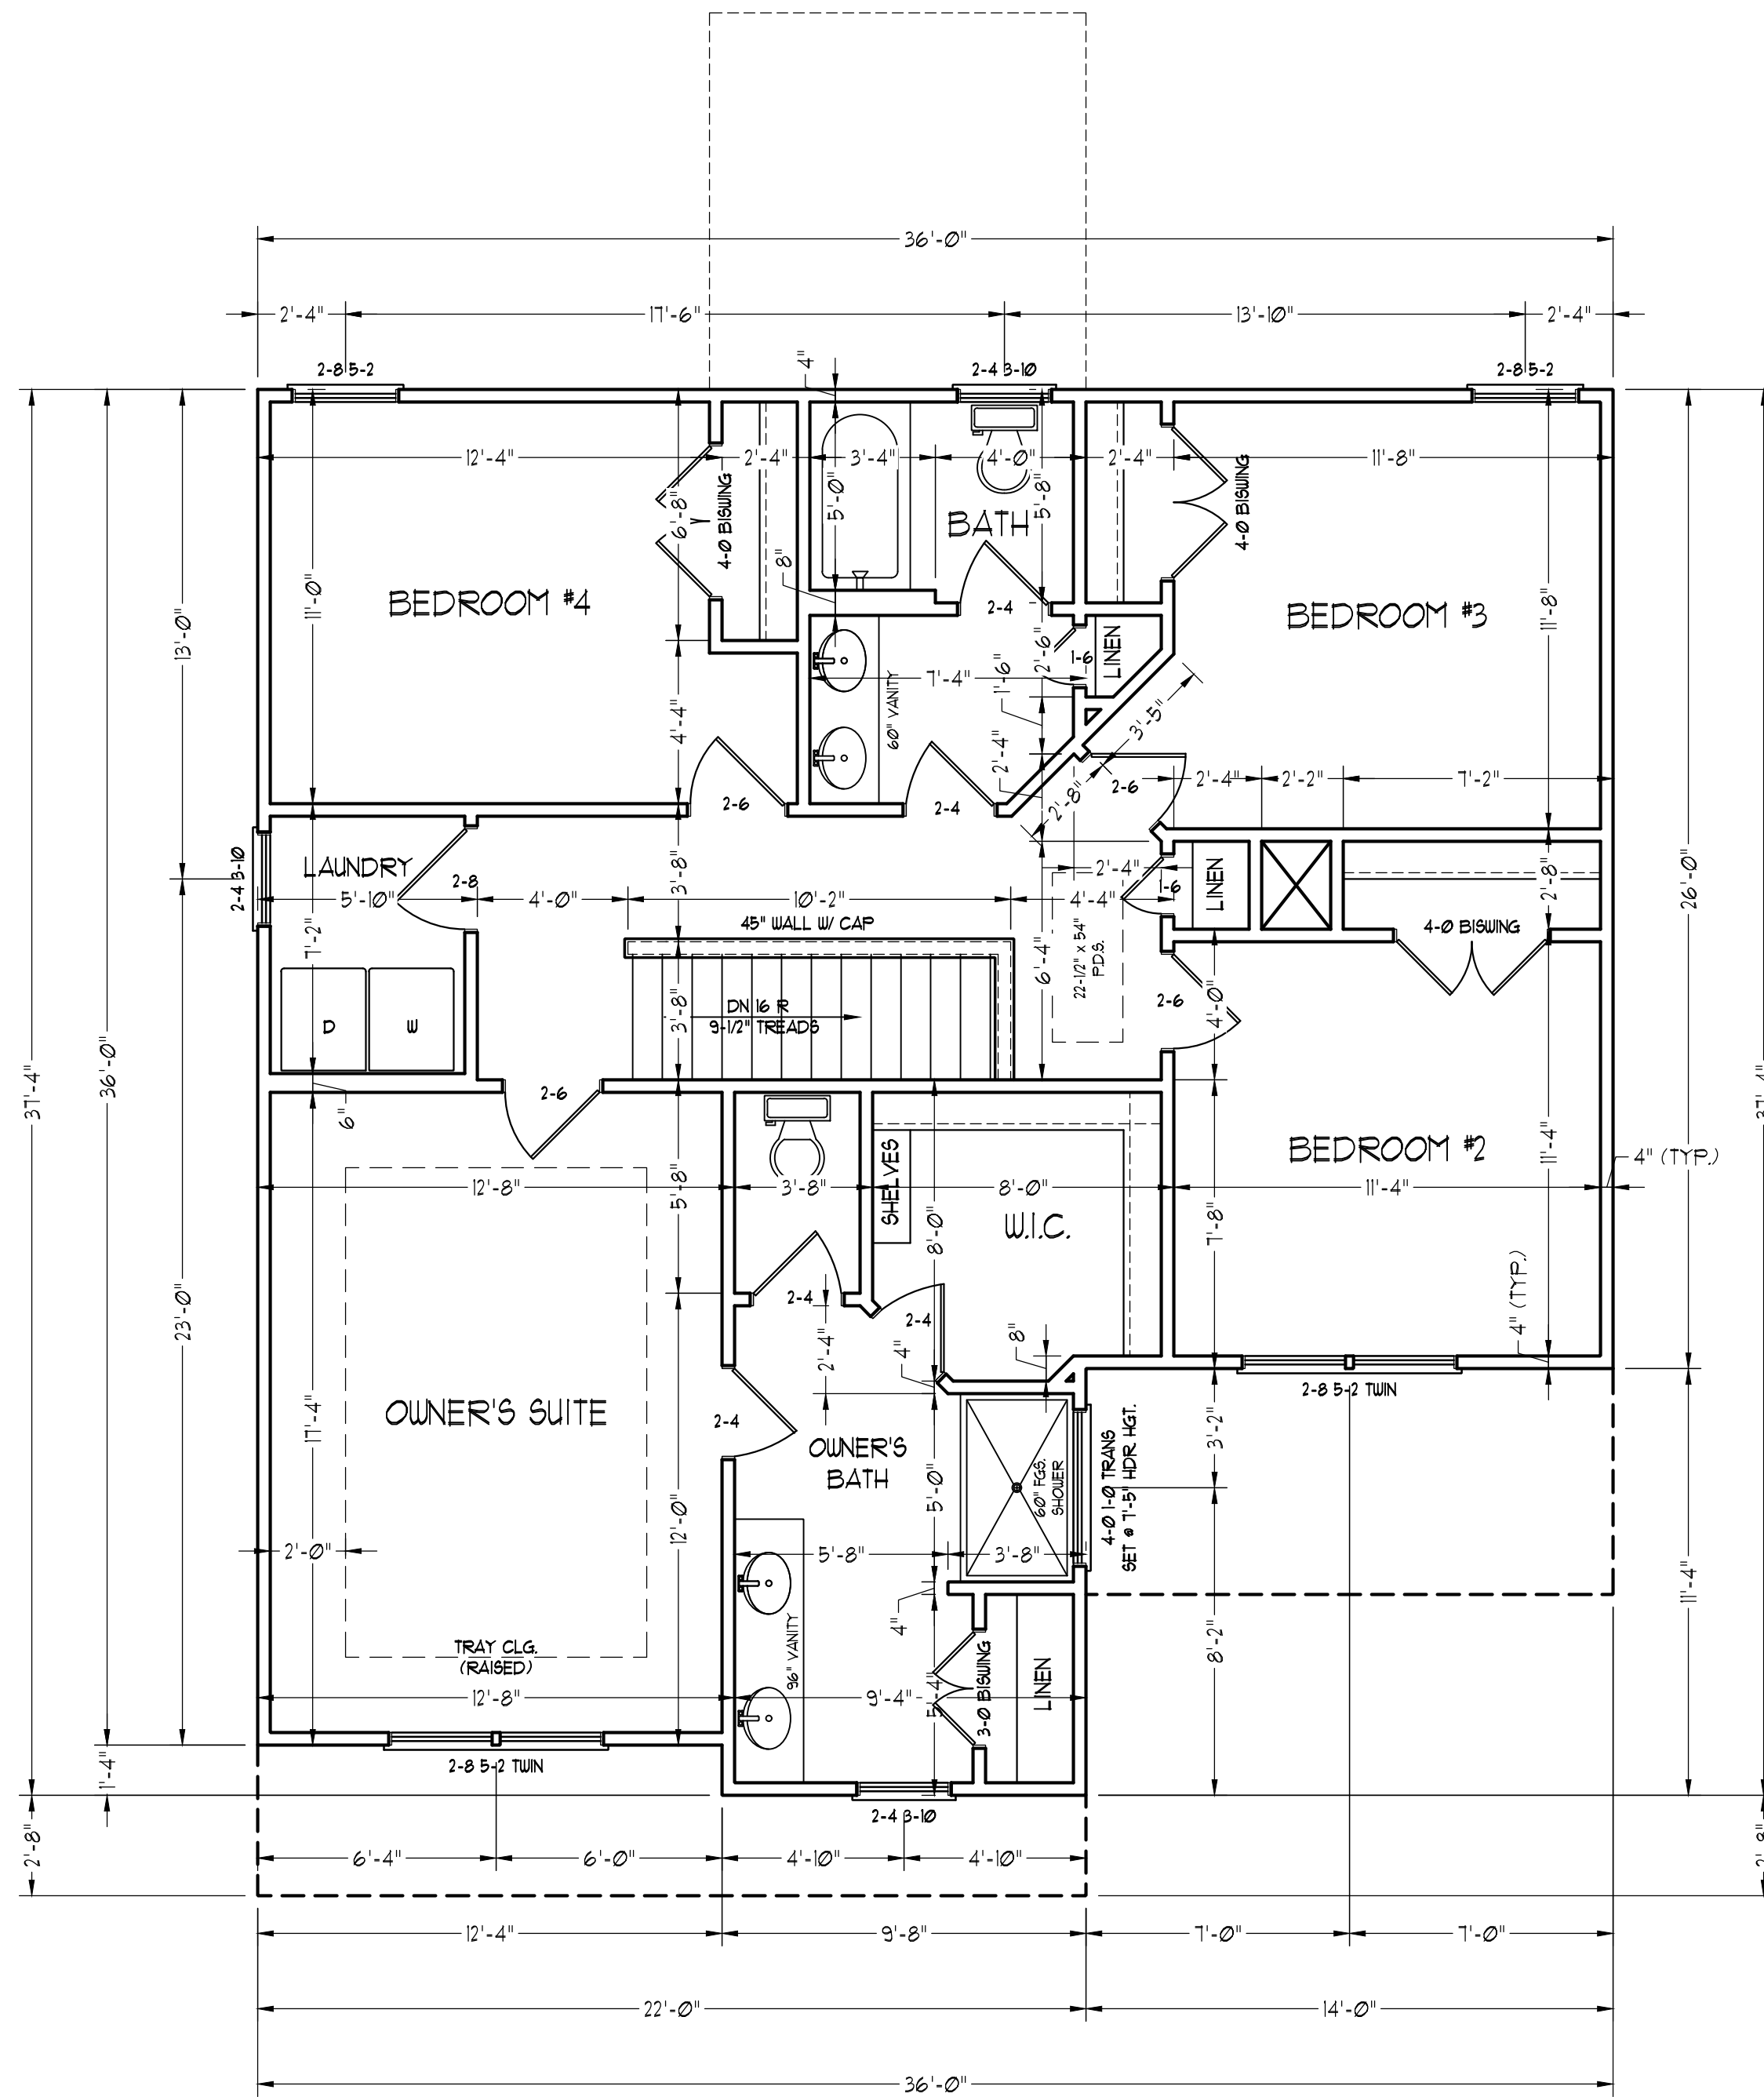 36'-0"
2'-4"
17'-6"
13'-10"
2'-4"
2-8 5-2
4"
2-4 3-10
2-8 5-2
12'-4"
2'-4"
3'-4"
4'-0"
2'-4"
11'-8"
6'-8"
4-0 BISWING
5'-0"
5'-8"
4-0 BISWING
BATH
8"
BEDROOM #4
11'-0"
13'-0"
BEDROOM #3
11'-8"
2-4
LINEN
1-6
2'-6"
7'-4"
1'-6"
60" VANITY
4'-4"
3'-5"
2'-4"
2'-8"
2-6
2-4
2-6
2'-4"
2'-2"
7'-2"
LAUNDRY
2-4 3-10
2-8
5'-10"
4'-0"
3'-8"
10'-2"
4'-4"
2'-4"
1-6
LINEN
2'-8"
26'-0"
45" WALL W/ CAP
4-0 BISWING
7'-2"
6'-4"
22-1/2" x 54"
P.D.S.
DN 16 R
9-1/2" TREADS
3'-8"
2-6
4'-0"
D
W
37'-4"
36'-0"
37'-4"
2-6
6"
BEDROOM #2
11'-4"
4" (TYP.)
12'-8"
5'-8"
3'-8"
SHELVES
8'-0"
8'-0"
11'-4"
W.I.C.
7'-8"
23'-0"
2-4
2-4
2'-4"
4"
8"
4" (TYP.)
2-8 5-2 TWIN
OWNER'S SUITE
17'-4"
2-4
OWNER'S
BATH
5'-0"
60" FGS.
SHOWER
4-0 1-0 TRANS
SET @ 7'-5" HDR HGT.
3'-2"
12'-0"
2'-0"
5'-8"
3'-8"
4"
11'-4"
8'-2"
TRAY CLG.
(RAISED)
96" VANITY
12'-8"
9'-4"
5'-4"
3-0 BISWING
LINEN
2-8 5-2 TWIN
1'-4"
2-4 3-10
2'-8"
2'-8"
6'-4"
6'-0"
4'-10"
4'-10"
12'-4"
9'-8"
7'-0"
7'-0"
22'-0"
14'-0"
36'-0"